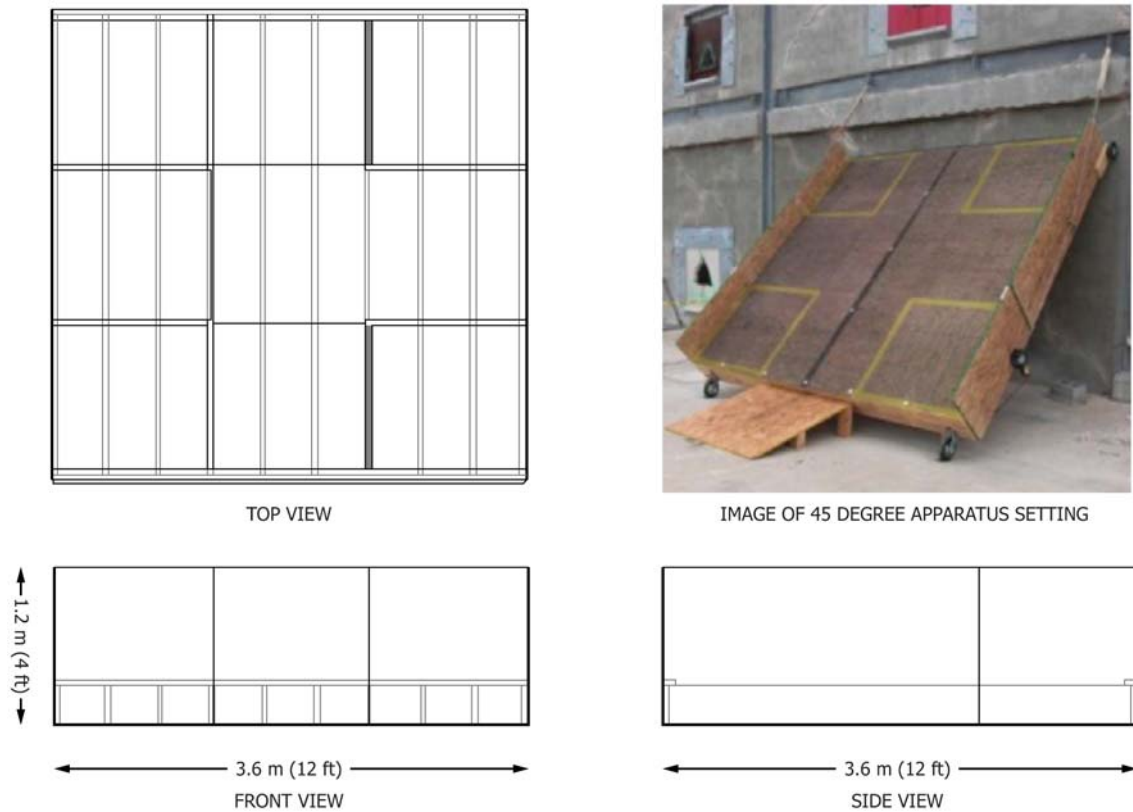 TOP VIEW
IMAGE OF 45 DEGREE APPARATUS SETTING
1.2 m (4 ft)
3.6 m (12 ft)
FRONT VIEW
3.6 m (12 ft)
SIDE VIEW